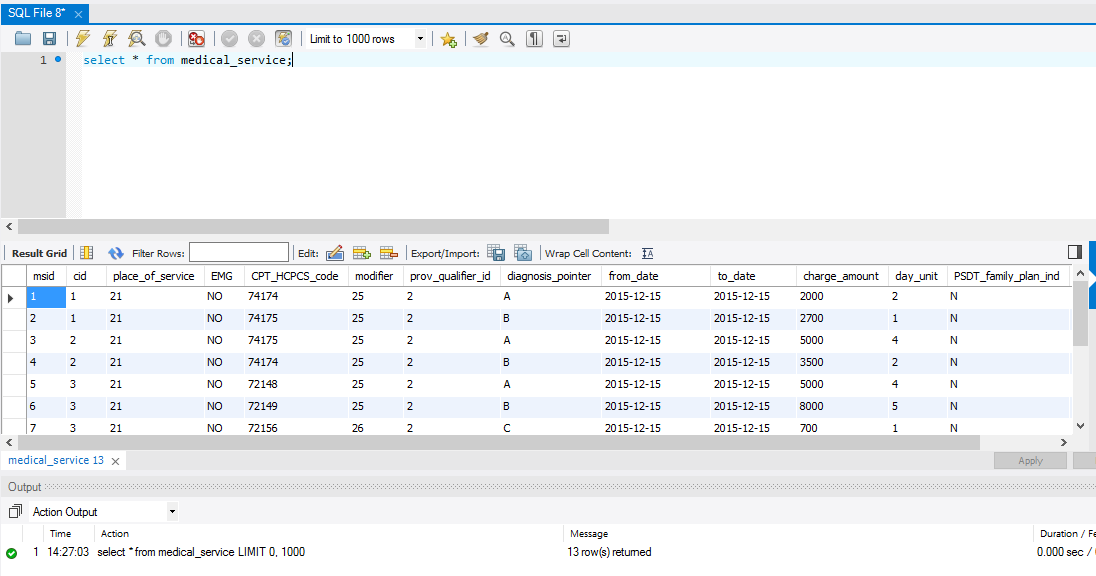 SQL File 8*
Limit to 1000 rows
1 select * from medical_service;
Result Grid Filter Rows: Edit: Export/Import: Wrap Cell Content:
msid cid place_of_service EMG CPT_HCPCS_code modifier prov_qualifier_id diagnosis_pointer from_date to_date charge_amount day_unit PSDT_family_plan_ind
1 1 21 NO 74174 25 2 A 2015-12-15 2015-12-15 2000 2 N
2 1 21 NO 74175 25 2 B 2015-12-15 2015-12-15 2700 1 N
3 2 21 NO 74175 25 2 A 2015-12-15 2015-12-15 5000 4 N
4 2 21 NO 74174 25 2 B 2015-12-15 2015-12-15 3500 2 N
5 3 21 NO 72148 25 2 A 2015-12-15 2015-12-15 5000 4 N
6 3 21 NO 72149 25 2 B 2015-12-15 2015-12-15 8000 5 N
7 3 21 NO 72156 26 2 C 2015-12-15 2015-12-15 700 1 N
medical_service 13 Apply
Output
Action Output
Time Action Message Duration / Fe
1 14:27:03 select * from medical_service LIMIT 0, 1000 13 row(s) returned 0.000 sec /